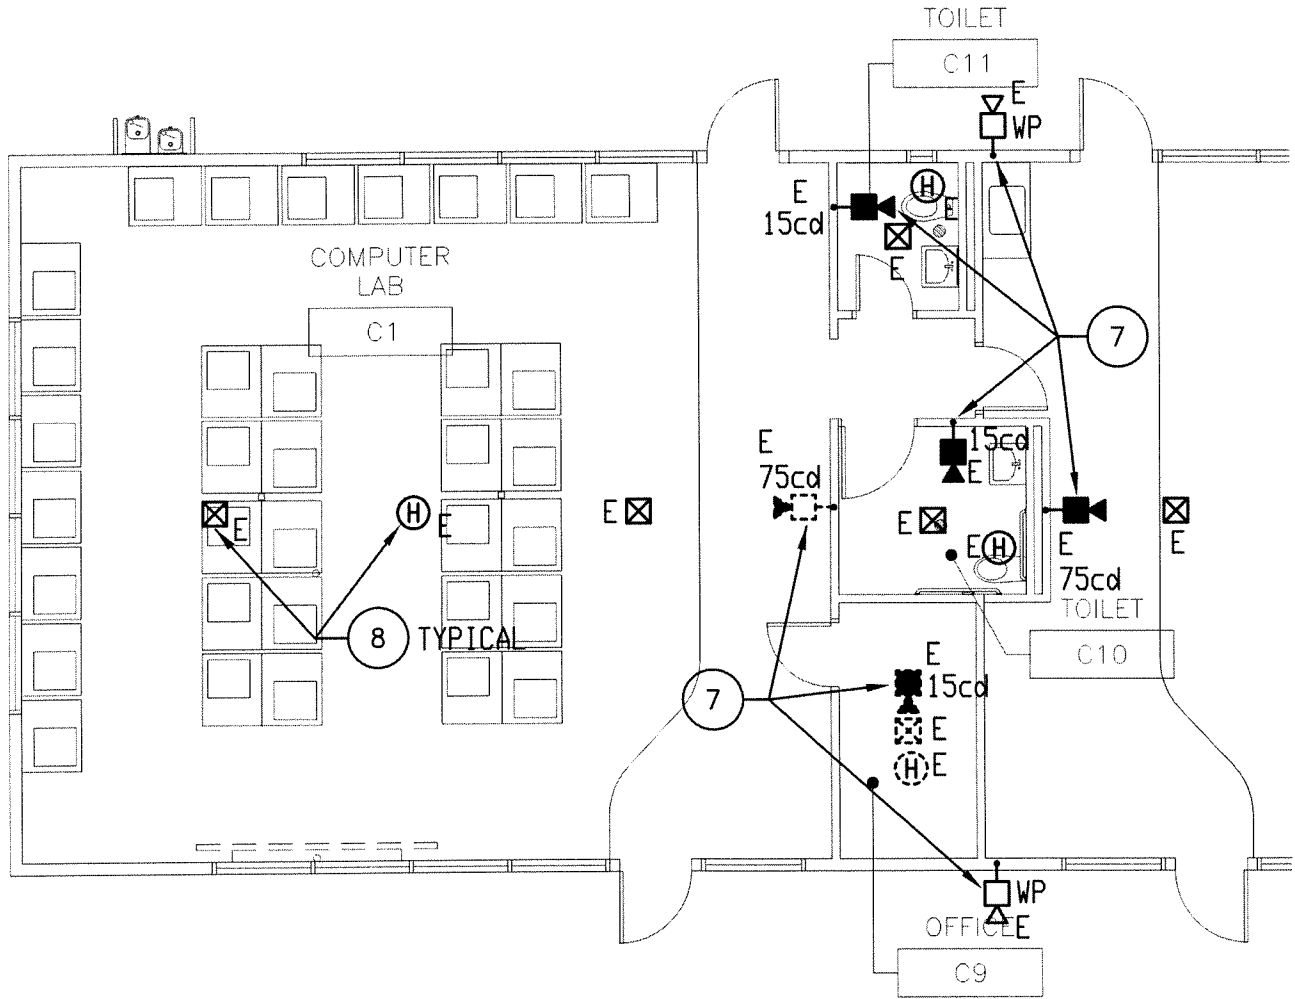 TOILET
C11
E
WP
E
15cd
H
E
COMPUTER
LAB
C1
7
15cd
E
E
75cd
E
H
E
E
E
E H
E
75cd
E
8 TYPICAL
TOILET
C10
7
E
15cd
E
H E
WP
E
OFFICE
C9